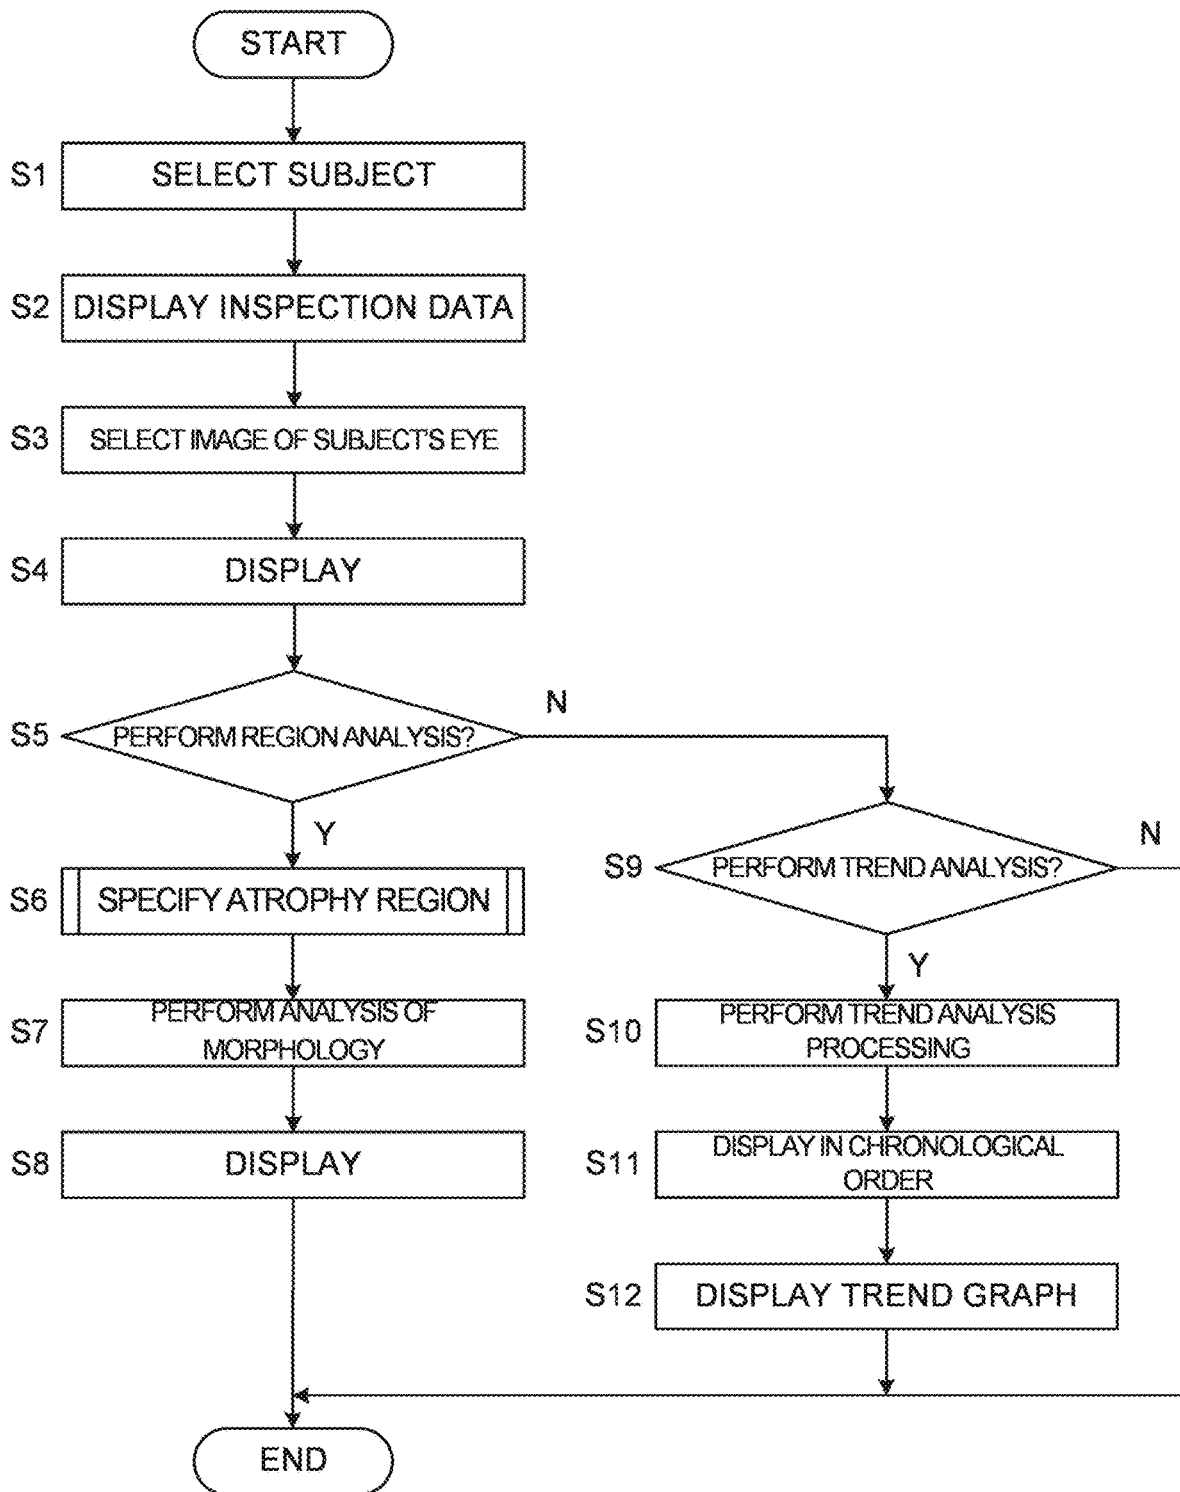 START
S1 SELECT SUBJECT
S2 DISPLAY INSPECTION DATA
S3 SELECT IMAGE OF SUBJECT'S EYE
S4 DISPLAY
N
S5 PERFORM REGION ANALYSIS?
Y
N
S9 PERFORM TREND ANALYSIS?
S6 SPECIFY ATROPHY REGION
Y
S7 PERFORM ANALYSIS OF
MORPHOLOGY
S10 PERFORM TREND ANALYSIS
PROCESSING
S8 DISPLAY
S11 DISPLAY IN CHRONOLOGICAL
ORDER
S12 DISPLAY TREND GRAPH
END